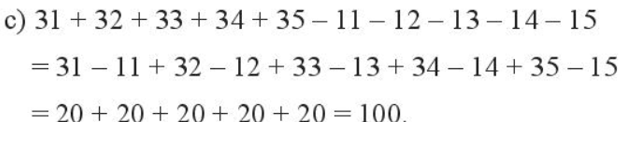 c) 31 + 32 + 33 + 34 + 35 – 11 – 12 – 13 – 14 – 15
= 31 – 11 + 32 – 12 + 33 – 13 + 34 – 14 + 35 – 15
= 20 + 20 + 20 + 20 + 20 = 100.